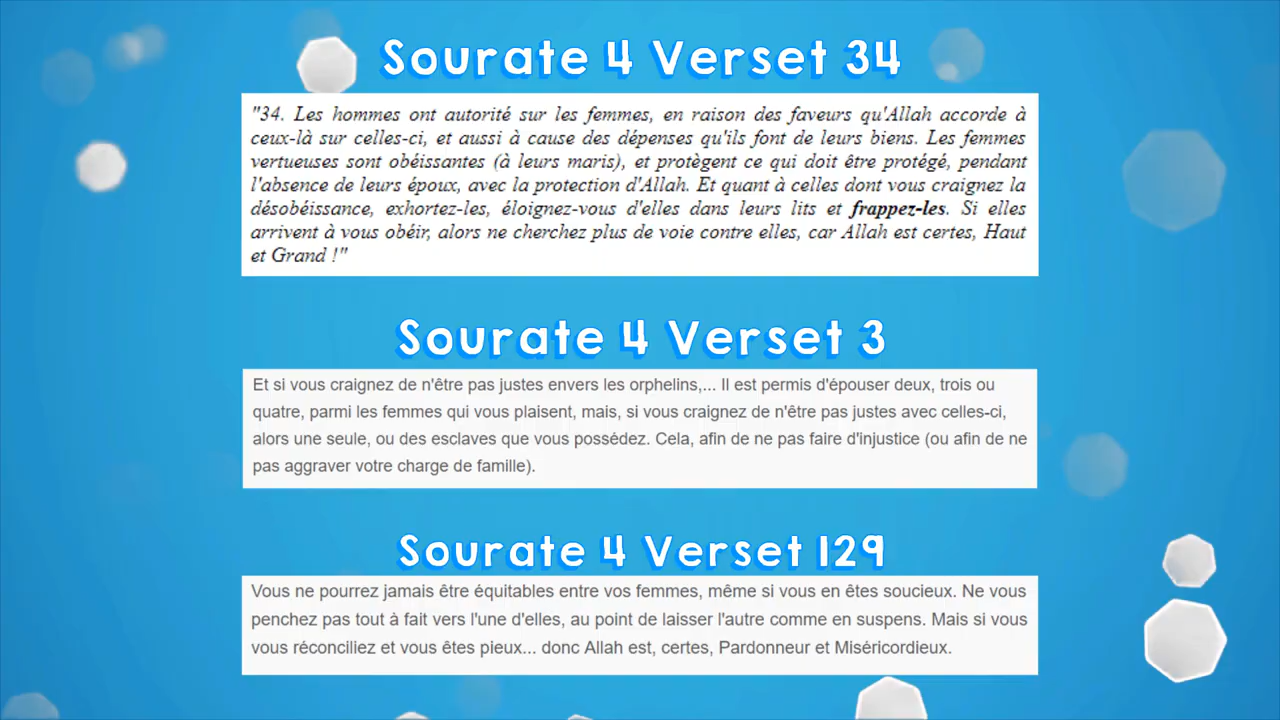 Sourate 4 Verset 34
"34. Les hommes ont autorité sur les femmes, en raison des faveurs qu'Allah accorde à
ceux-là sur celles-ci, et aussi à cause des dépenses qu'ils font de leurs biens. Les femmes
vertueuses sont obéissantes (à leurs maris), et protègent ce qui doit être protégé, pendant
l'absence de leurs époux, avec la protection d'Allah. Et quant à celles dont vous craignez la
désobéissance, exhortez-les, éloignez-vous d'elles dans leurs lits et frappez-les. Si elles
arrivent à vous obéir, alors ne cherchez plus de voie contre elles, car Allah est certes, Haut
et Grand !"
Sourate 4 Verset 3
Et si vous craignez de n'être pas justes envers les orphelins,... Il est permis d'épouser deux, trois ou
quatre, parmi les femmes qui vous plaisent, mais, si vous craignez de n'être pas justes avec celles-ci,
alors une seule, ou des esclaves que vous possédez. Cela, afin de ne pas faire d'injustice (ou afin de ne
pas aggraver votre charge de famille).
Sourate 4 Verset 129
Vous ne pourrez jamais être équitables entre vos femmes, même si vous en êtes soucieux. Ne vous
penchez pas tout à fait vers l'une d'elles, au point de laisser l'autre comme en suspens. Mais si vous
vous réconciliez et vous êtes pieux... donc Allah est, certes, Pardonneur et Miséricordieux.